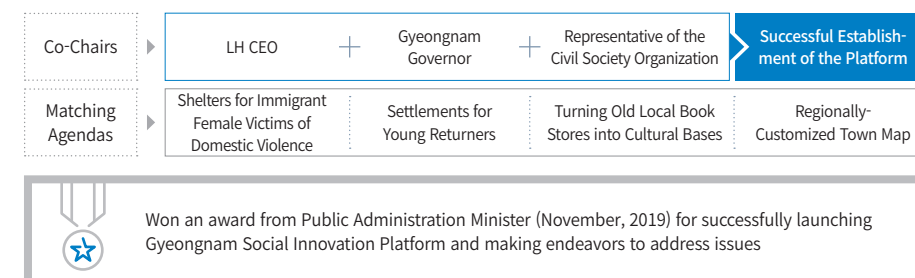 Co-Chairs
LH CEO
+
Gyeongnam
Governor
+
Representative of the
Civil Society Organization
Successful Establish-
ment of the Platform
Matching
Agendas
Shelters for Immigrant
Female Victims of
Domestic Violence
Settlements for
Young Returners
Turning Old Local Book
Stores into Cultural Bases
Regionally-
Customized Town Map
Won an award from Public Administration Minister (November, 2019) for successfully launching
Gyeongnam Social Innovation Platform and making endeavors to address issues